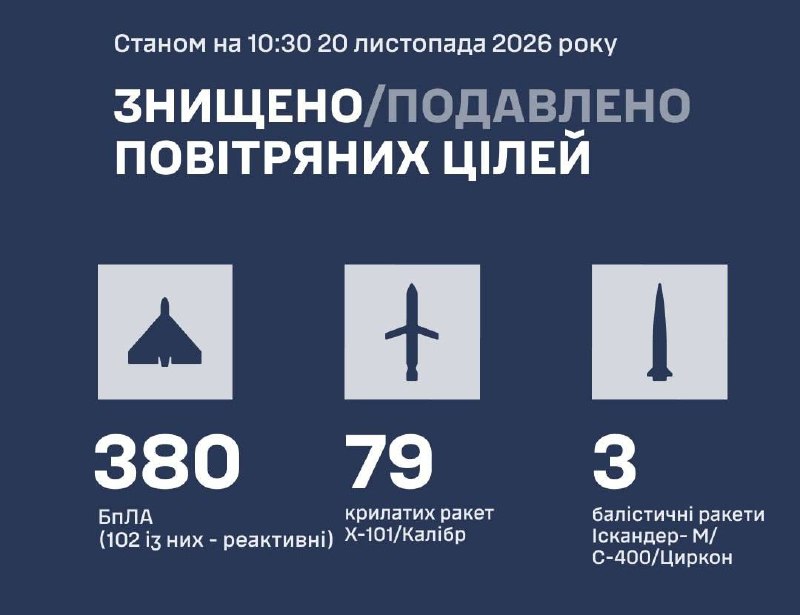 Станом на 10:30 20 листопада 2026 року
ЗНИЩЕНО/ПОДАВЛЕНО
ПОВІТРЯНИХ ЦІЛЕЙ
380
БпЛА
(102 із них - реактивні)
79
крилатих ракет
Х-101/Калібр
3
балістичні ракети
Іскандер- М/
С-400/Циркон